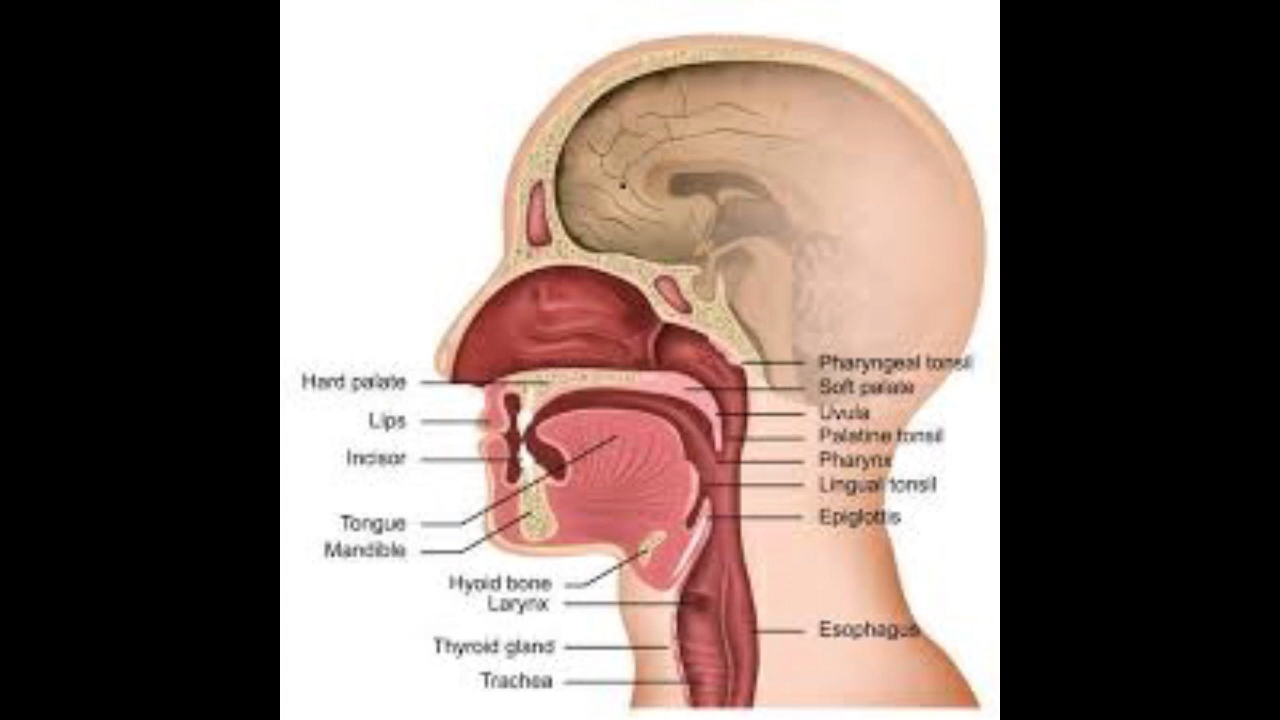 Hard palate
Lips
Incisor
Tongue
Mandible
Hyoid bone
Larynx
Thyroid gland
Trachea
Pharyngeal tonsil
Soft palate
Uvula
Palatine tonsil
Pharynx
Lingual tonsil
Epiglottis
Esophagus